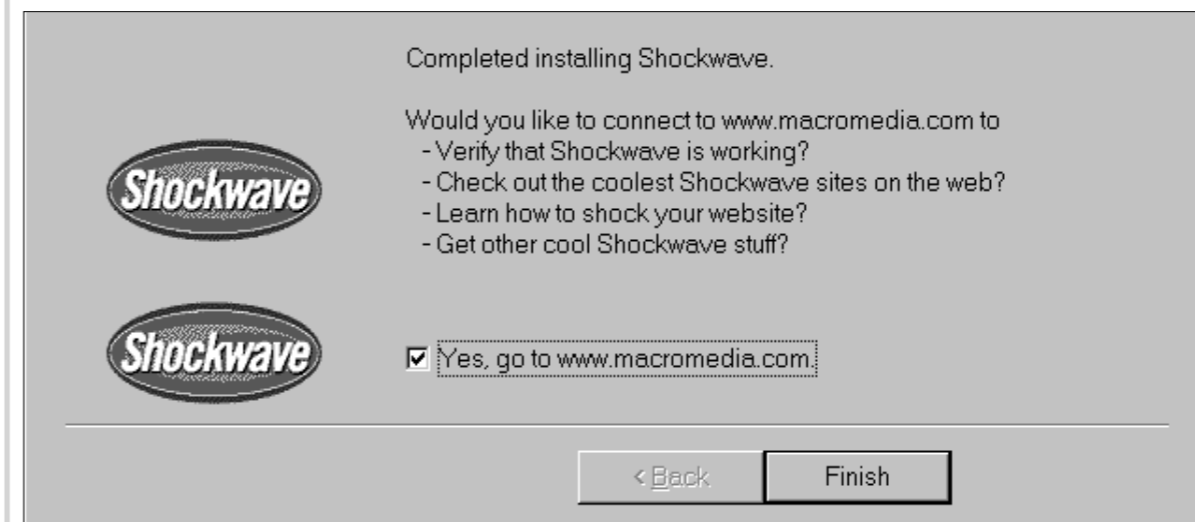 Completed installing Shockwave.
Would you like to connect to www.macromedia.com to
- Verify that Shockwave is working?
- Check out the coolest Shockwave sites on the web?
- Learn how to shock your website?
- Get other cool Shockwave stuff?
Shockwave
Shockwave
Yes, go to www.macromedia.com.
< Back
Finish